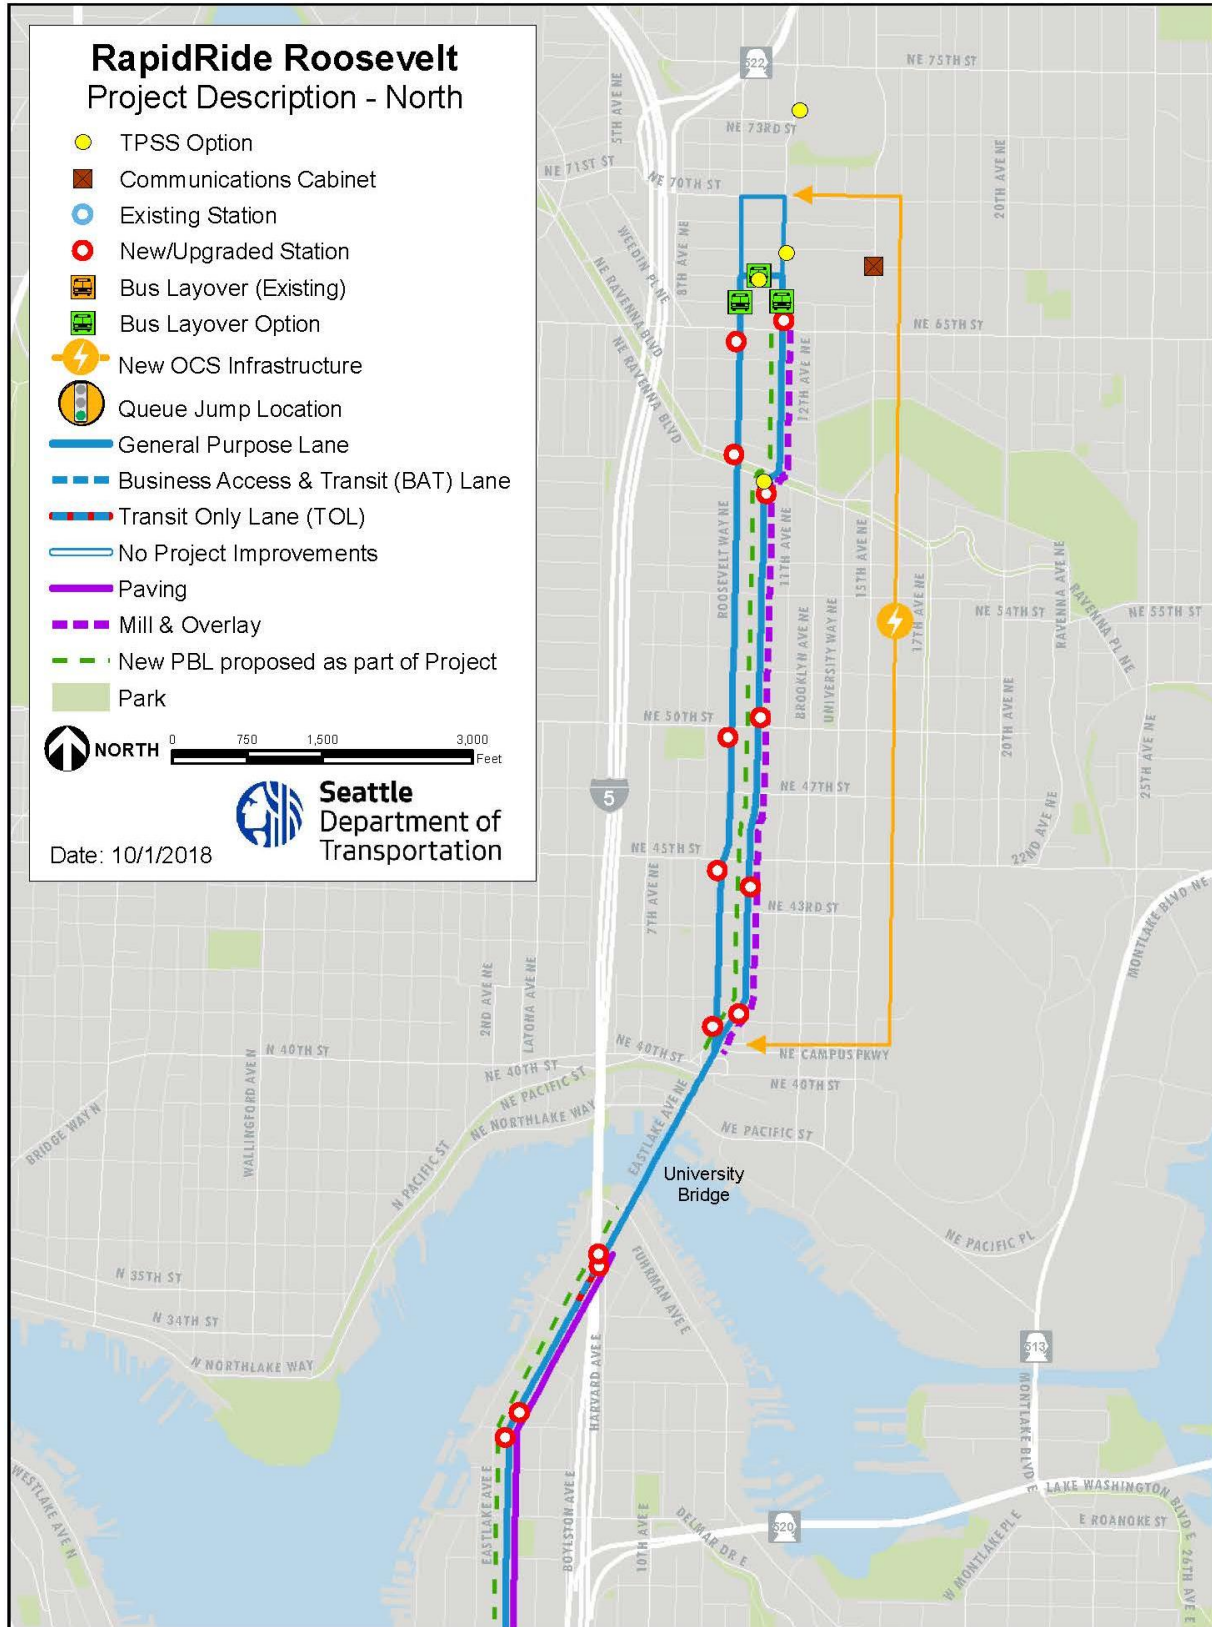 RapidRide Roosevelt
Project Description - North
TPSS Option
Communications Cabinet
Existing Station
New/Upgraded Station
Bus Layover (Existing)
Bus Layover Option
New OCS Infrastructure
Queue Jump Location
General Purpose Lane
Business Access & Transit (BAT) Lane
Transit Only Lane (TOL)
No Project Improvements
Paving
Mill & Overlay
New PBL proposed as part of Project
Park
NORTH
0 750 1,500 3,000
Feet
Seattle
Department of
Transportation
Date: 10/1/2018
522
NE 75TH ST
5TH AVE NE
NE 73RD ST
NE 71ST ST
NE 70TH ST
20TH AVE NE
WEEDIN PL NE
8TH AVE NE
NE RAVENNA BLVD
NE 65TH ST
NE RAVENNA BLVD
12TH AVE NE
ROOSEVELT WAY NE
11TH AVE NE
15TH AVE NE
17TH AVE NE
NE 54TH ST
RAVENNA AVE NE
RAVENNA PL NE
NE 55TH ST
BROOKLYN AVE NE
UNIVERSITY WAY NE
NE 50TH ST
20TH AVE NE
25TH AVE NE
5
NE 47TH ST
22ND AVE NE
NE 45TH ST
7TH AVE NE
NE 43RD ST
MONTLAKE BLVD NE
2ND AVE NE
LATONA AVE NE
N 40TH ST
NE 40TH ST
NE 40TH ST
NE CAMPUS PKWY
NE 40TH ST
WALLINGFORD AVE N
BRIDGE WAY N
NE PACIFIC ST
NE NORTHLAKE WAY
EASTLAKE AVE NE
NE PACIFIC ST
N PACIFIC ST
University
Bridge
NE PACIFIC PL
N 35TH ST
FUHRMAN AVE E
N 34TH ST
N NORTHLAKE WAY
513
HARVARD AVE E
MONTLAKE BLVD E
WESTLAKE AVE N
EASTLAKE AVE E
BOYLSTON AVE E
10TH AVE E
DELMAR DR E
520
LAKE WASHINGTON BLVD E
E ROANOKE ST
W MONTLAKE PL E
26TH AVE E